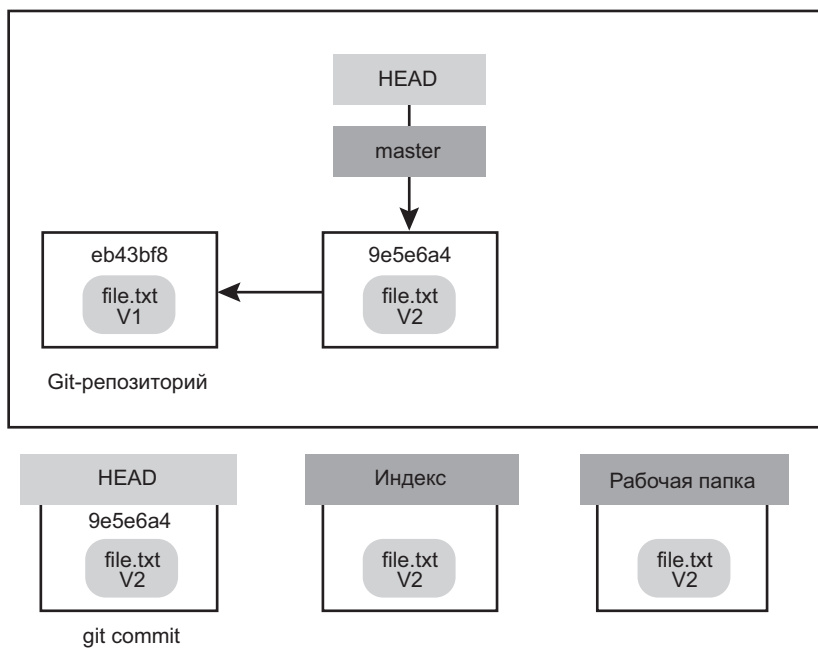 HEAD
master
eb43bf8
file.txt
V1
9e5e6a4
file.txt
V2
Git-репозиторий
HEAD
9e5e6a4
file.txt
V2
git commit
Индекс
file.txt
V2
Рабочая папка
file.txt
V2